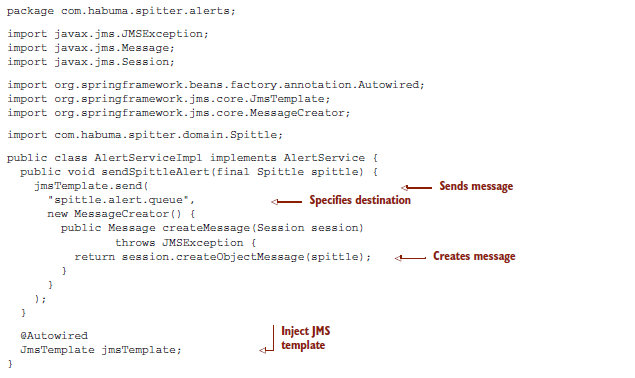 package com.habuma.spitter.alerts;
import javax.jms.JMSException;
import javax.jms.Message;
import javax.jms.Session;
import org.springframework.beans.factory.annotation.Autowired;
import org.springframework.jms.core.JmsTemplate;
import org.springframework.jms.core.MessageCreator;
import com.habuma.spitter.domain.Spittle;
public class AlertServiceImpl implements AlertService {
public void sendSpittleAlert(final Spittle spittle) {
jmsTemplate.send( Sends message
"spittle.alert.queue", Specifies destination
new MessageCreator() {
public Message createMessage(Session session)
throws JMSException {
return session.createObjectMessage(spittle); Creates message
}
}
);
}
@Autowired Inject JMS
JmsTemplate jmsTemplate; template
}